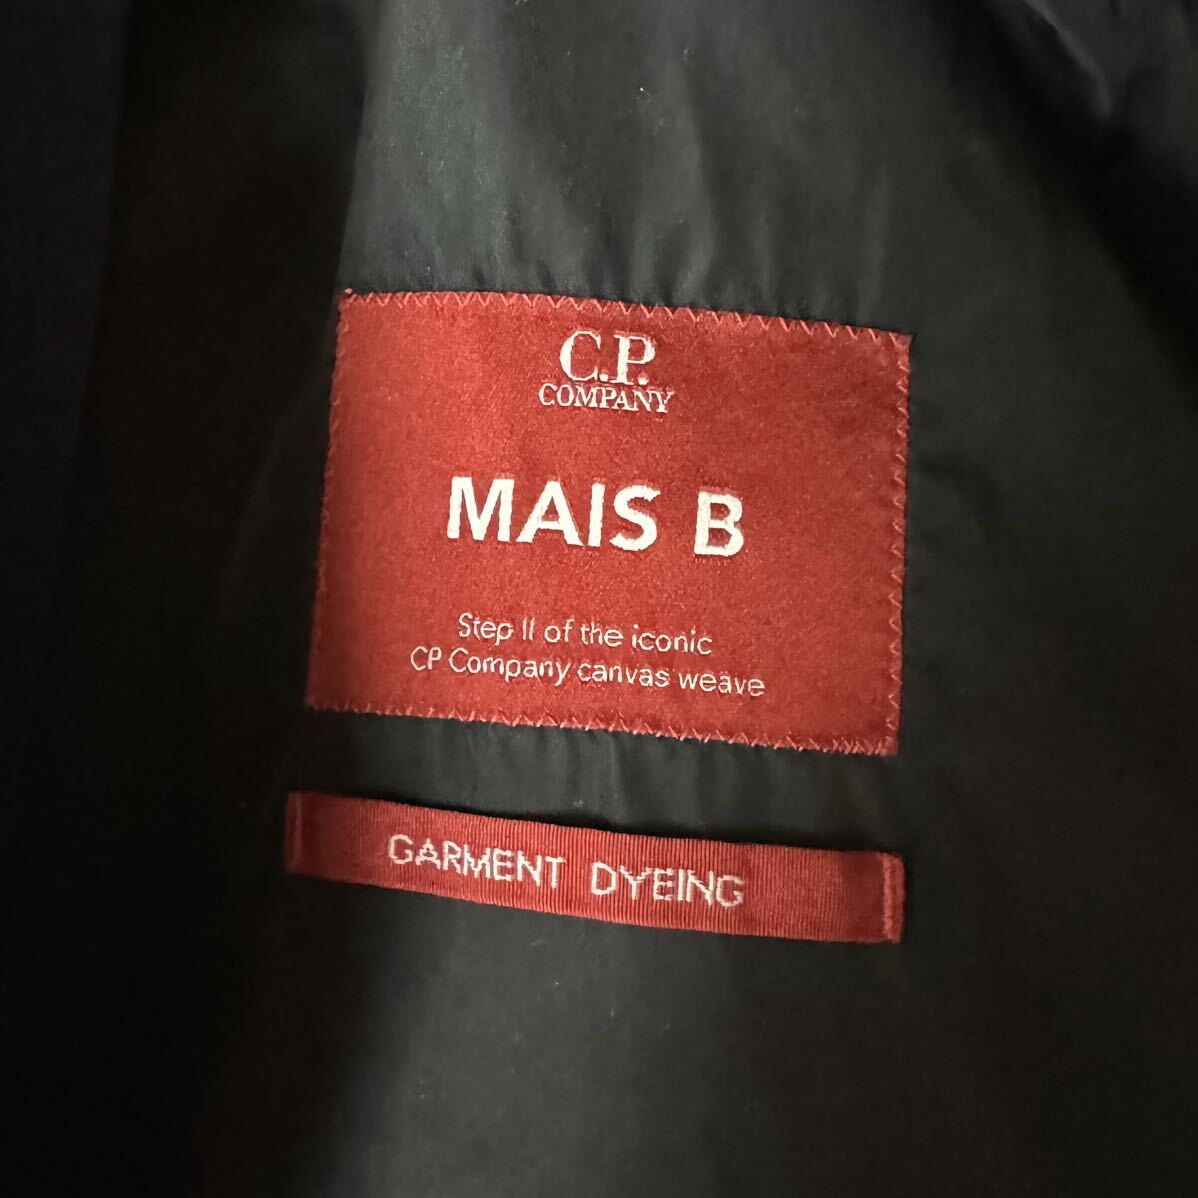 C.P.
COMPANY
MAIS B
Step II of the iconic
CP Company canvas weave
GARMENT DYEING